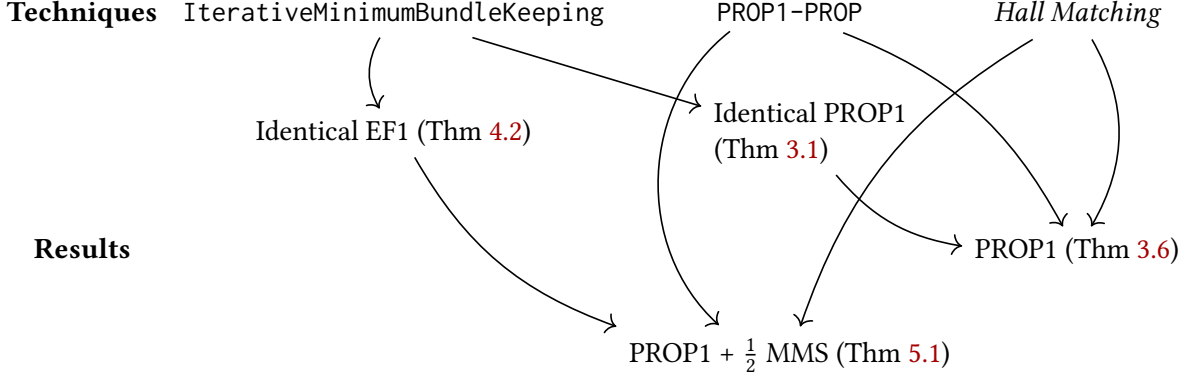 Techniques IterativeMinimumBundleKeeping PROP1-PROP Hall Matching
Identical EF1 (Thm 4.2)
Identical PROP1
(Thm 3.1)
Results
PROP1 (Thm 3.6)
PROP1 + 1/2 MMS (Thm 5.1)